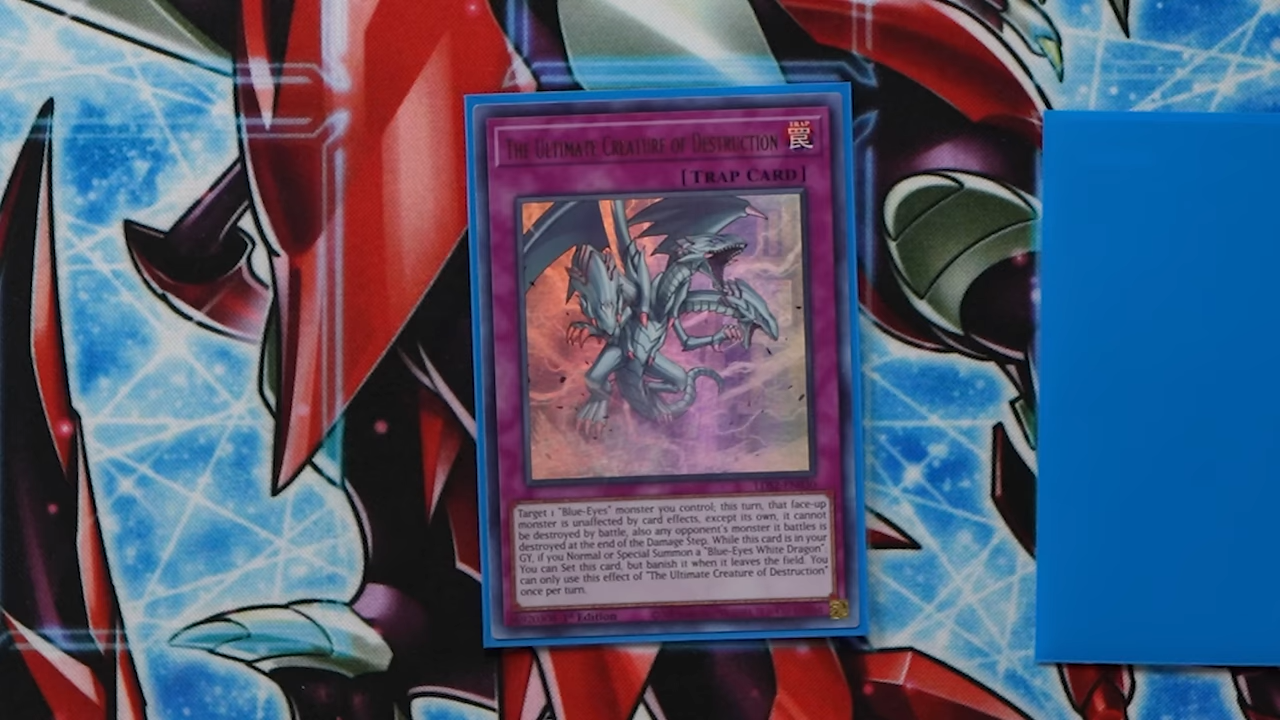 THE ULTIMATE CREATURE OF DESTRUCTION
TRAP
罠
[TRAP CARD]
Target 1 "Blue-Eyes" monster you control; this turn, that face-up
monster is unaffected by card effects, except its own, it cannot
be destroyed by battle, also any opponent's monster it battles is
destroyed at the end of the Damage Step. While this card is in your
GY, if you Normal or Special Summon a "Blue-Eyes White Dragon":
You can Set this card, but banish it when it leaves the field. You
can only use this effect of "The Ultimate Creature of Destruction"
once per turn.
1st Edition